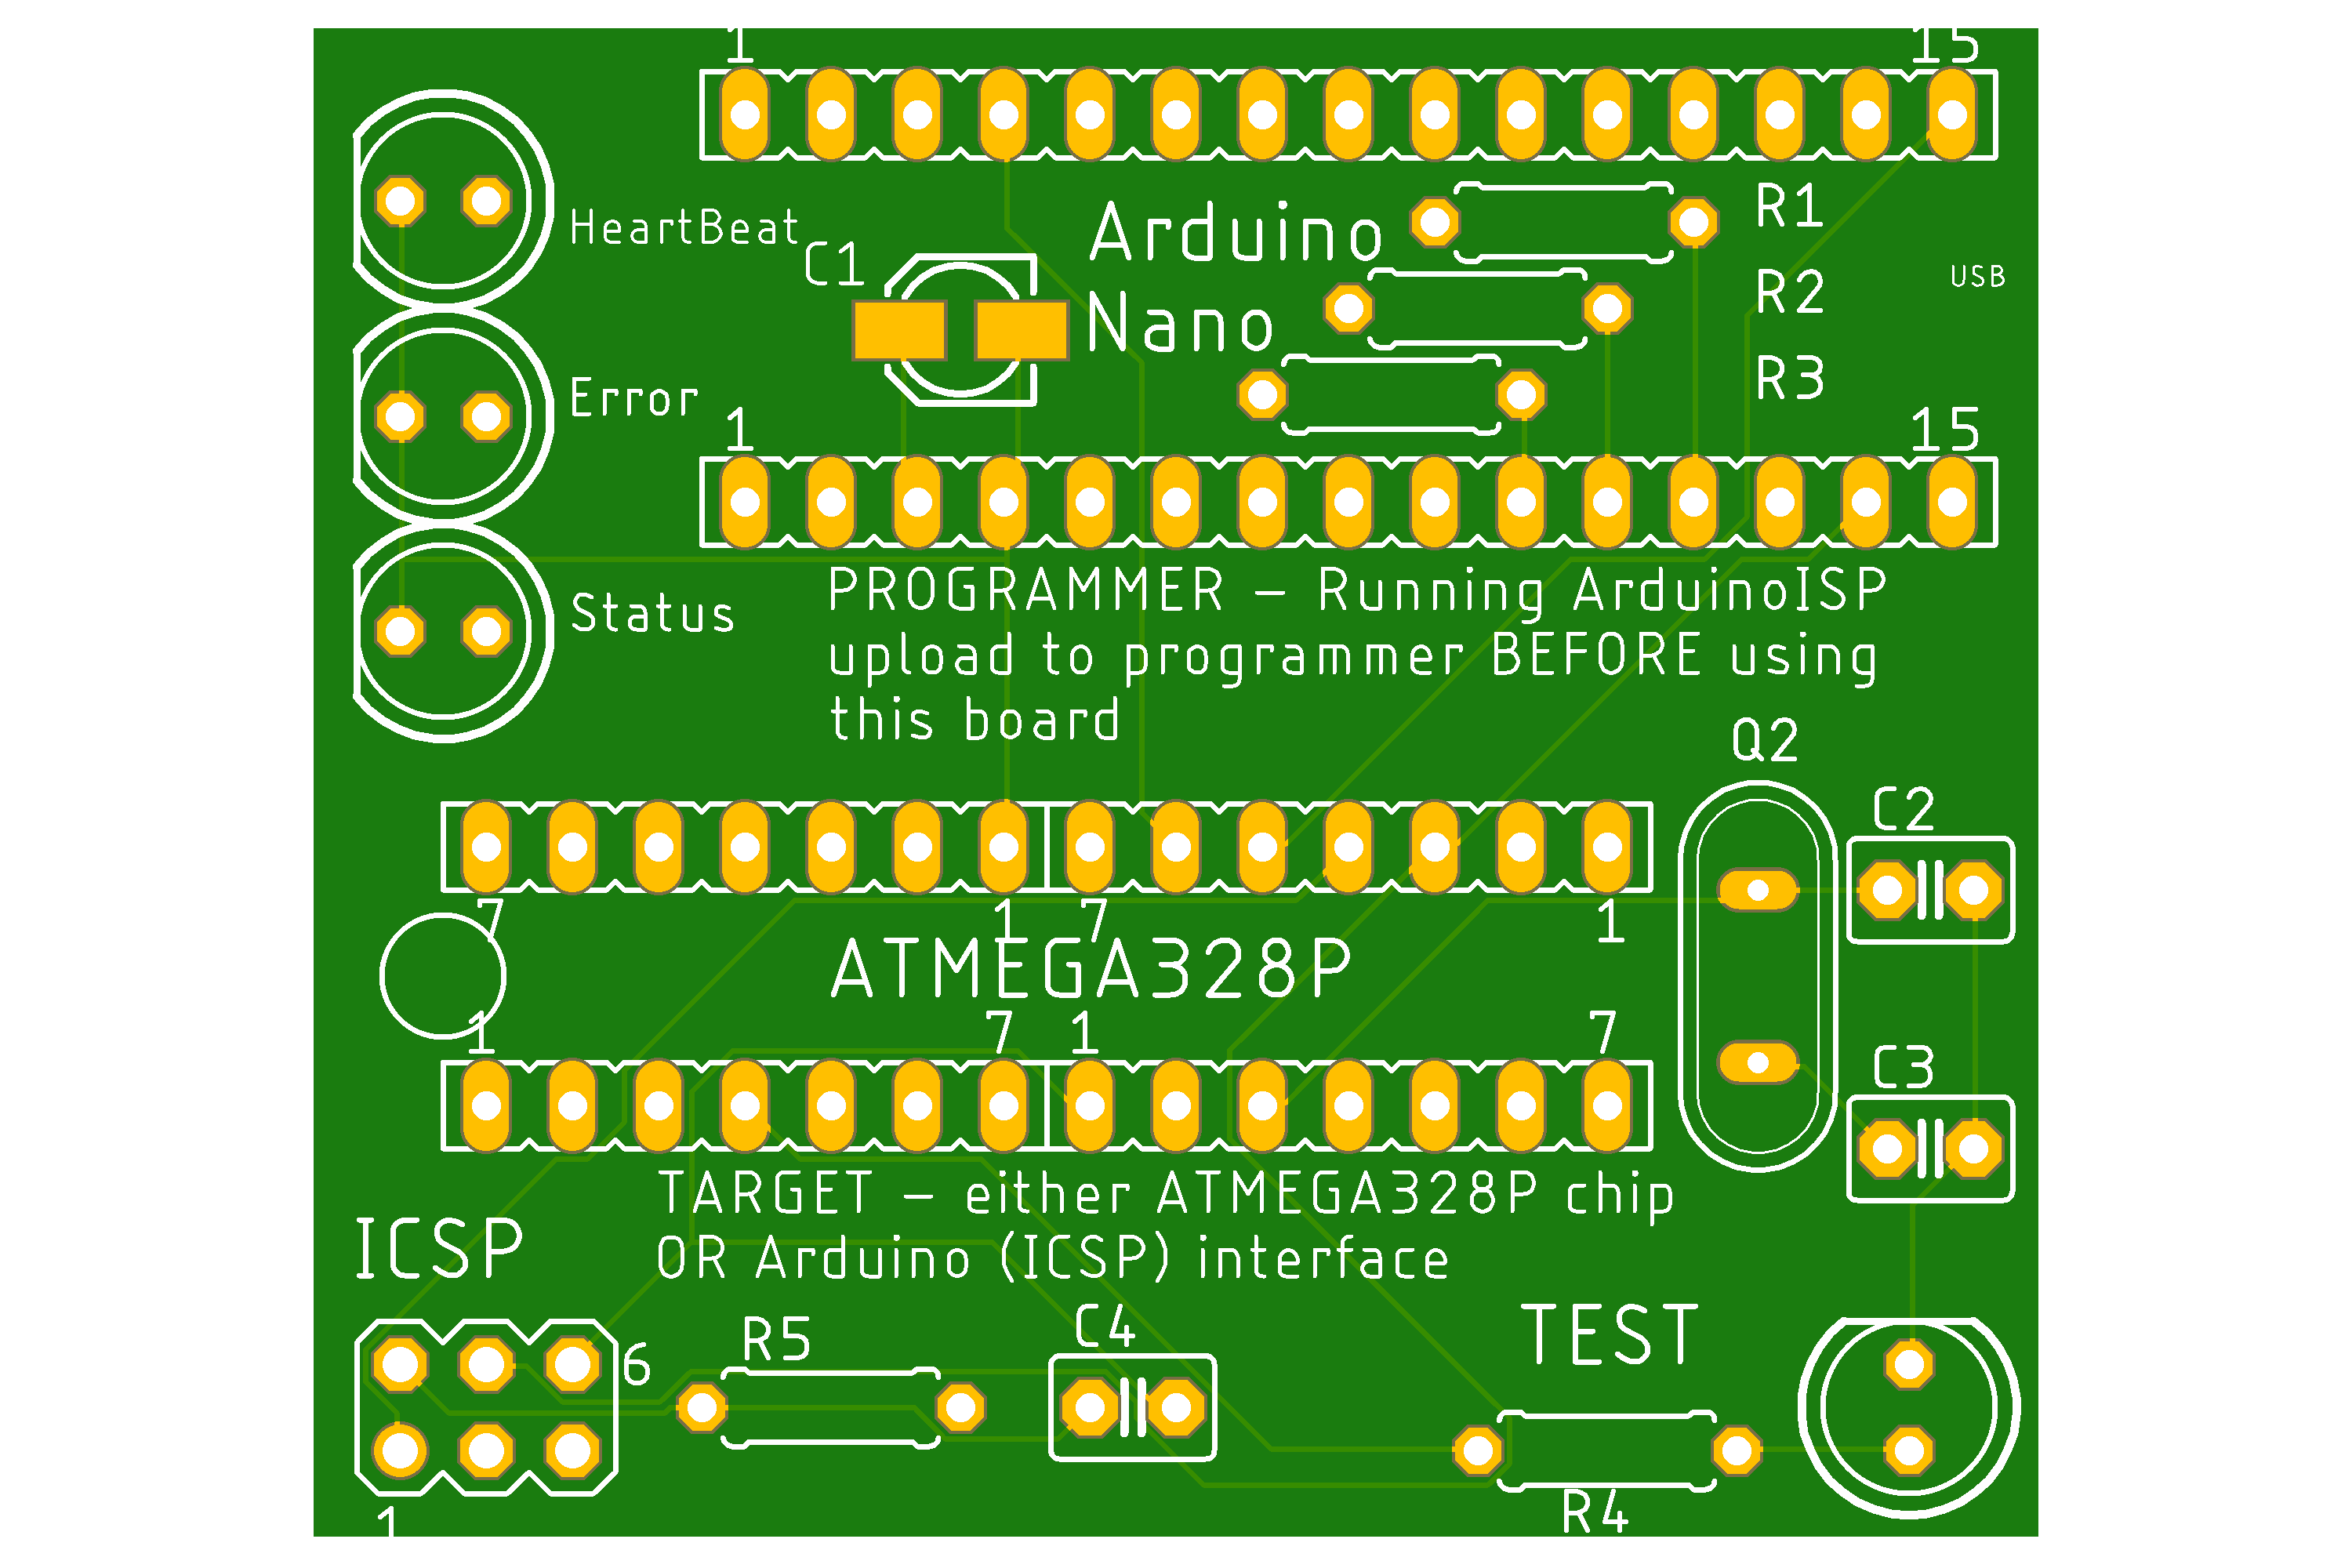 1 15
HeartBeat
C1
Arduino
Nano
R1
R2
USB
R3
Error
1 15
Status
PROGRAMMER - Running ArduinoISP
upload to programmer BEFORE using
this board
Q2
C2
7 1 7 1
ATMEGA328P
1 7 1 7
C3
TARGET - either ATMEGA328P chip
OR Arduino (ICSP) interface
ICSP
6
R5
C4
TEST
R4
1